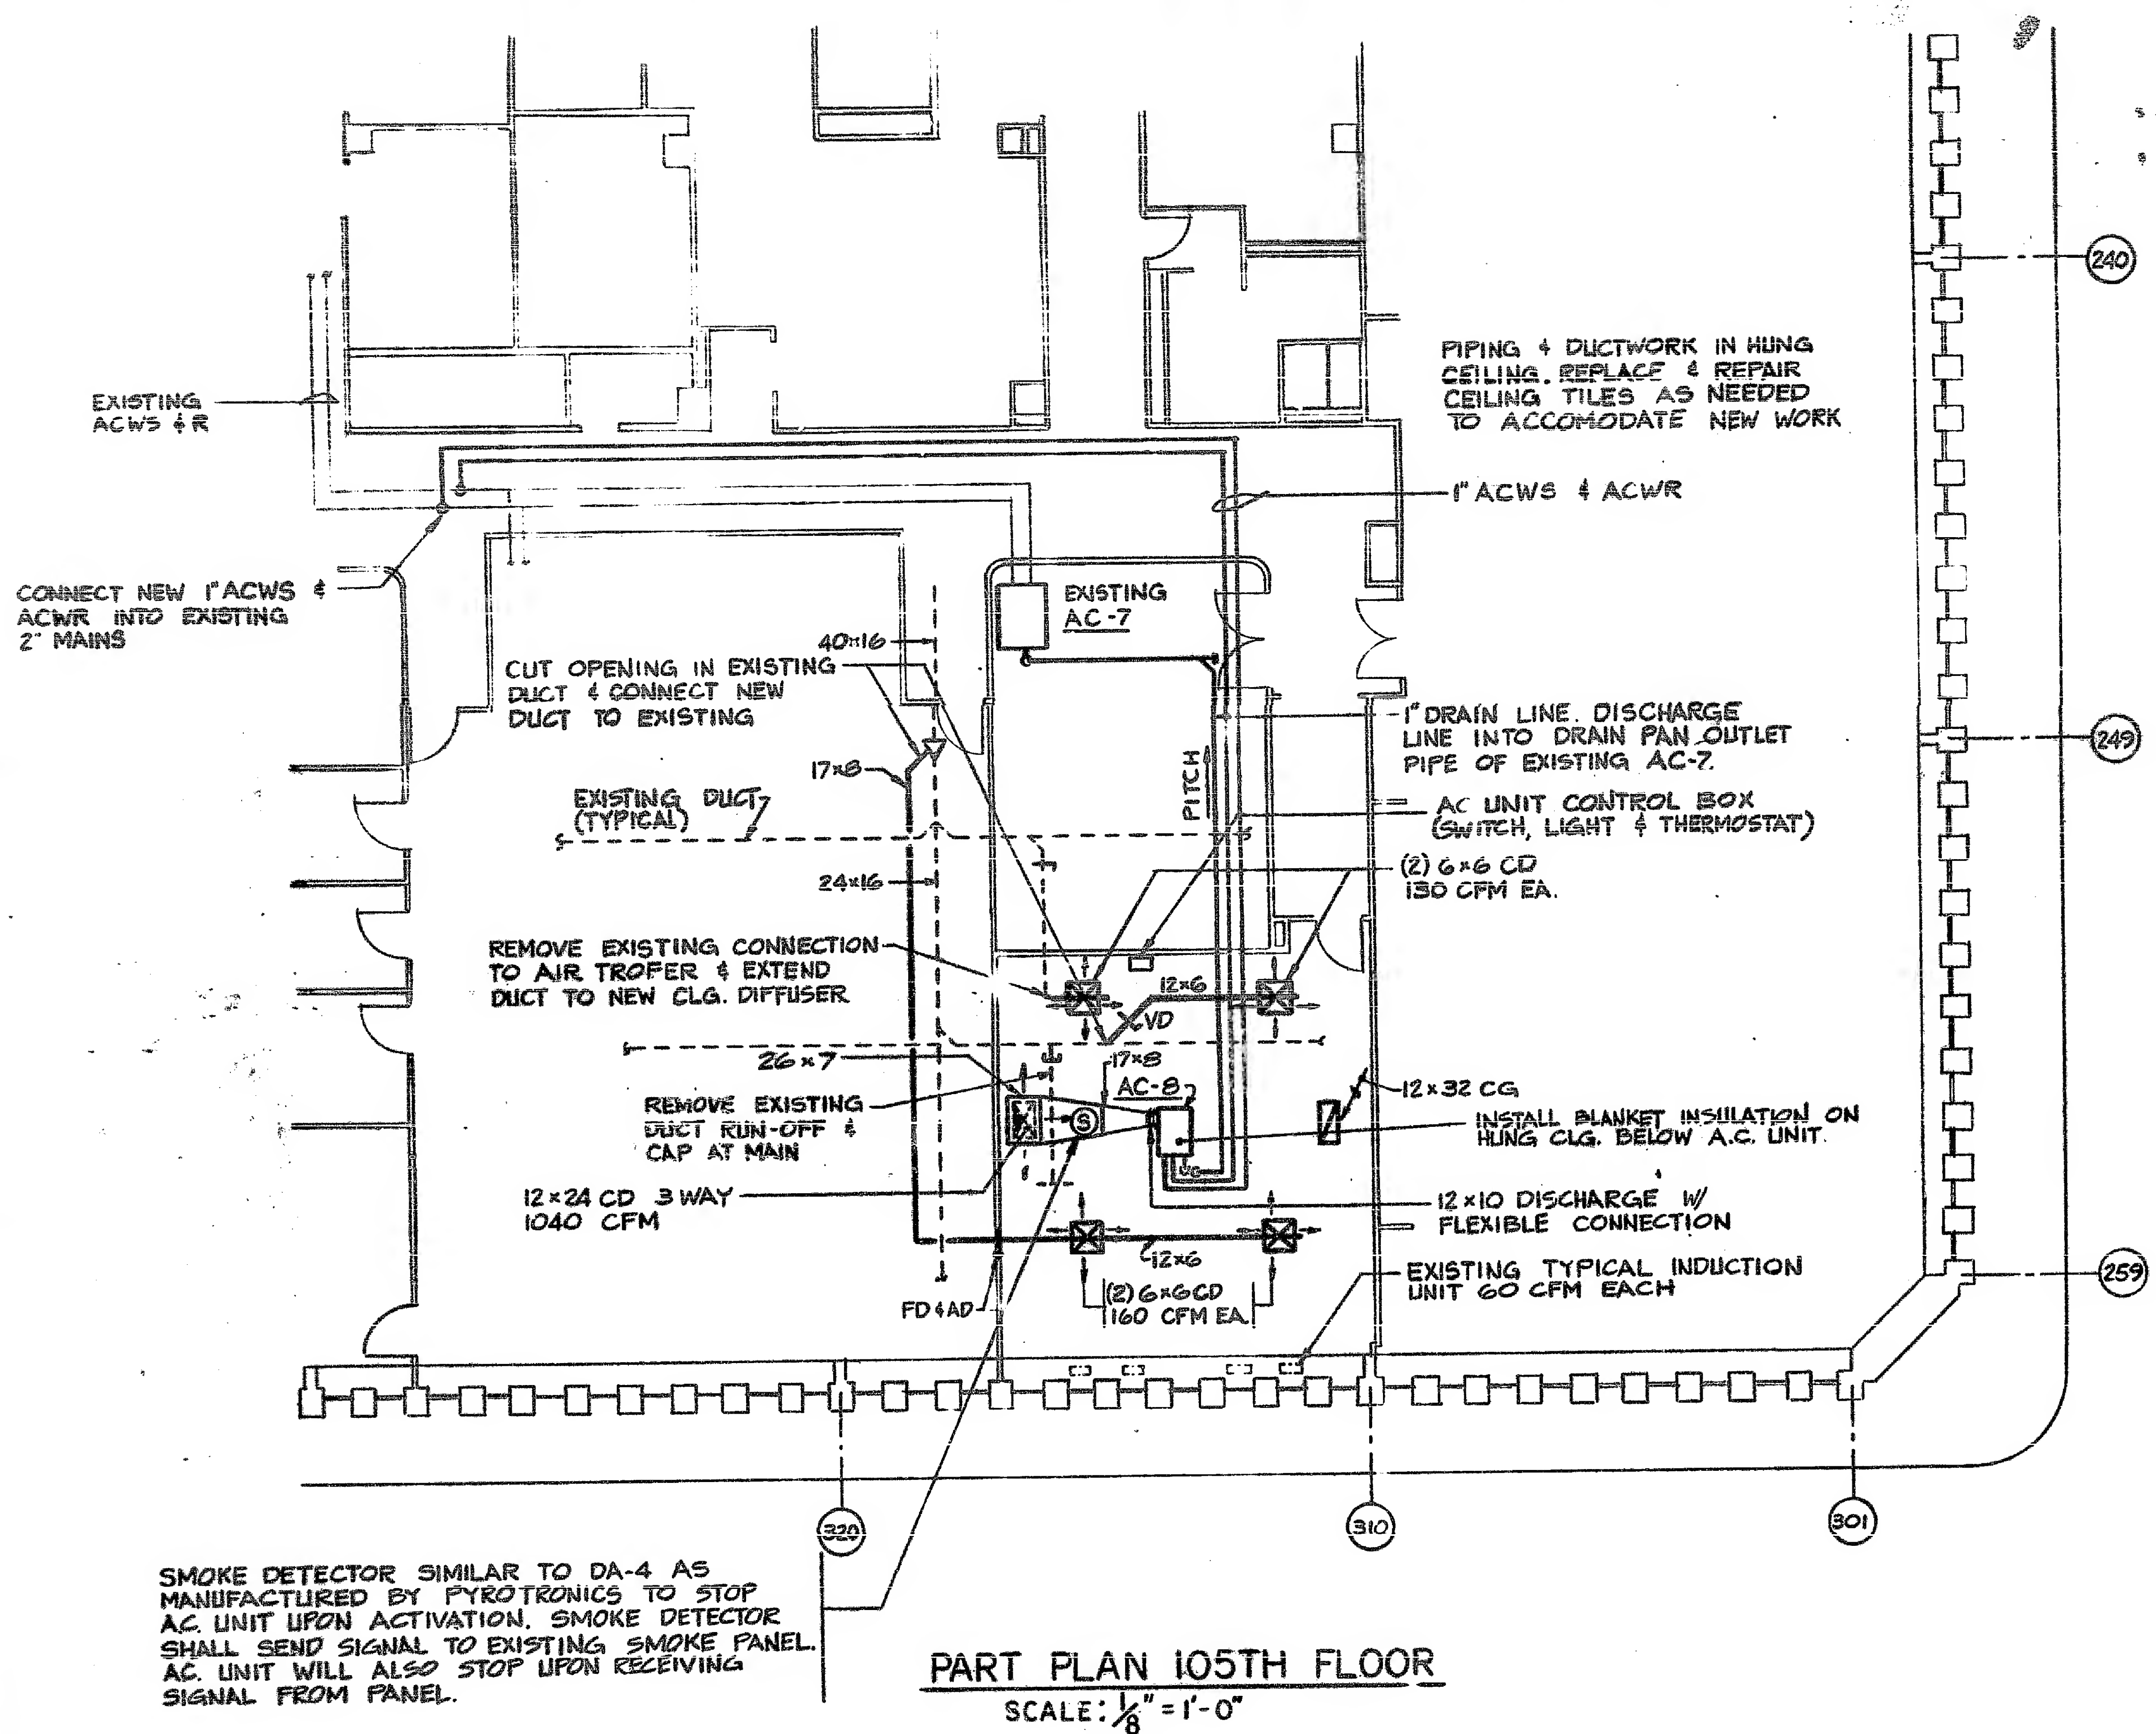 240
PIPING & DUCTWORK IN HUNG
CEILING. REPLACE & REPAIR
CEILING TILES AS NEEDED
TO ACCOMODATE NEW WORK
EXISTING
ACWS & R
1" ACWS & ACWR
CONNECT NEW 1" ACWS &
ACWR INTO EXISTING
2" MAINS
EXISTING
AC-7
40x16
CUT OPENING IN EXISTING
DUCT & CONNECT NEW
DUCT TO EXISTING
1" DRAIN LINE. DISCHARGE
LINE INTO DRAIN PAN OUTLET
PIPE OF EXISTING AC-7.
249
17x8
PITCH
EXISTING DUCT
(TYPICAL)
AC UNIT CONTROL BOX
(SWITCH, LIGHT & THERMOSTAT)
24x16
(2) 6x6 CD
130 CFM EA.
REMOVE EXISTING CONNECTION
TO AIR TROFER & EXTEND
DUCT TO NEW CLG. DIFFUSER
12x6
VD
26x7
17x8
AC-8
12x32 CG
REMOVE EXISTING
DUCT RUN-OFF &
CAP AT MAIN
S
INSTALL BLANKET INSULATION ON
HUNG CLG. BELOW A.C. UNIT.
12x24 CD 3 WAY
1040 CFM
12x10 DISCHARGE W/
FLEXIBLE CONNECTION
12x6
EXISTING TYPICAL INDUCTION
UNIT 60 CFM EACH
259
FD & AD
(2) 6x6 CD
160 CFM EA.
320
310
301
SMOKE DETECTOR SIMILAR TO DA-4 AS
MANUFACTURED BY PYROTRONICS TO STOP
A.C. UNIT UPON ACTIVATION. SMOKE DETECTOR
SHALL SEND SIGNAL TO EXISTING SMOKE PANEL.
AC. UNIT WILL ALSO STOP UPON RECEIVING
SIGNAL FROM PANEL.
PART PLAN 105TH FLOOR
SCALE: 1/8" = 1'-0"